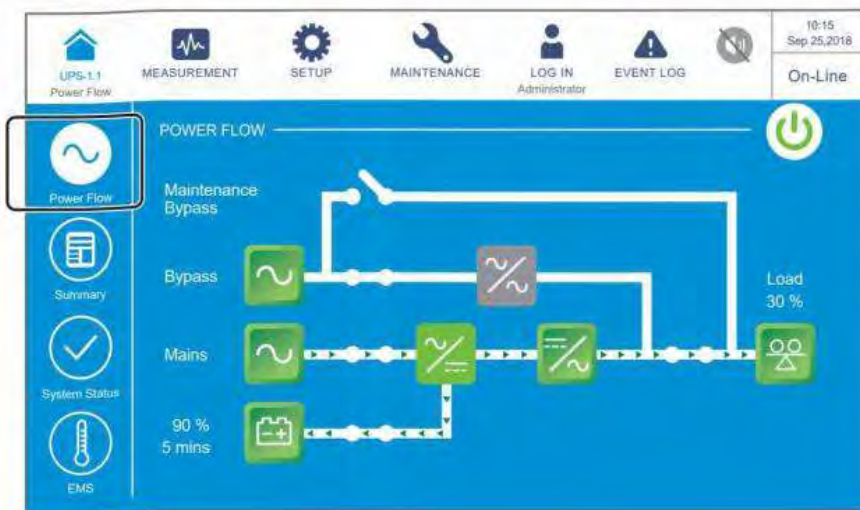 UPS-1.1
Power Flow
MEASUREMENT
SETUP
MAINTENANCE
LOG IN
Administrator
EVENT LOG
10:15
Sep 25,2018
On-Line
Power Flow
Summary
System Status
EMS
POWER FLOW
Maintenance
Bypass
Bypass
Load
30 %
Mains
90 %
5 mins